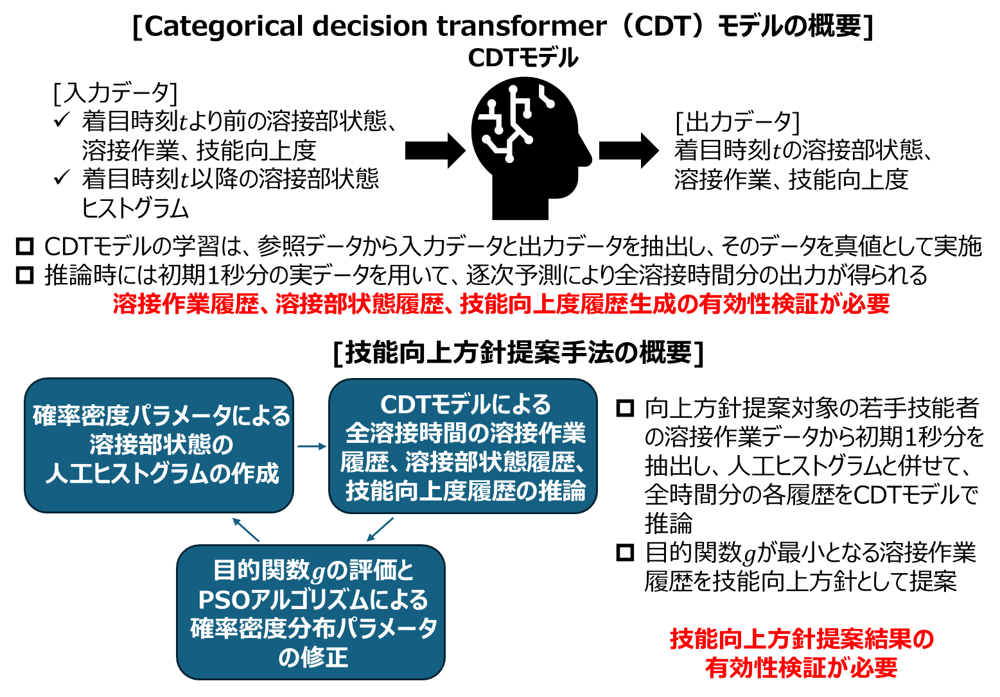 [Categorical decision transformer（CDT）モデルの概要]
CDTモデル
[入力データ]
✓ 着目時刻tより前の溶接部状態、
溶接作業、技能向上度
✓ 着目時刻t以降の溶接部状態
ヒストグラム
[出力データ]
着目時刻tの溶接部状態、
溶接作業、技能向上度
CDTモデルの学習は、参照データから入力データと出力データを抽出し、そのデータを真値として実施
推論時には初期1秒分の実データを用いて、逐次予測により全溶接時間分の出力が得られる
溶接作業履歴、溶接部状態履歴、技能向上度履歴生成の有効性検証が必要
[技能向上方針提案手法の概要]
確率密度パラメータによる
溶接部状態の
人工ヒストグラムの作成
CDTモデルによる
全溶接時間の溶接作業
履歴、溶接部状態履歴、
技能向上度履歴の推論
目的関数gの評価と
PSOアルゴリズムによる
確率密度分布パラメータ
の修正
向上方針提案対象の若手技能者
の溶接作業データから初期1秒分を
抽出し、人工ヒストグラムと併せて、
全時間分の各履歴をCDTモデルで
推論
目的関数gが最小となる溶接作業
履歴を技能向上方針として提案
技能向上方針提案結果の
有効性検証が必要